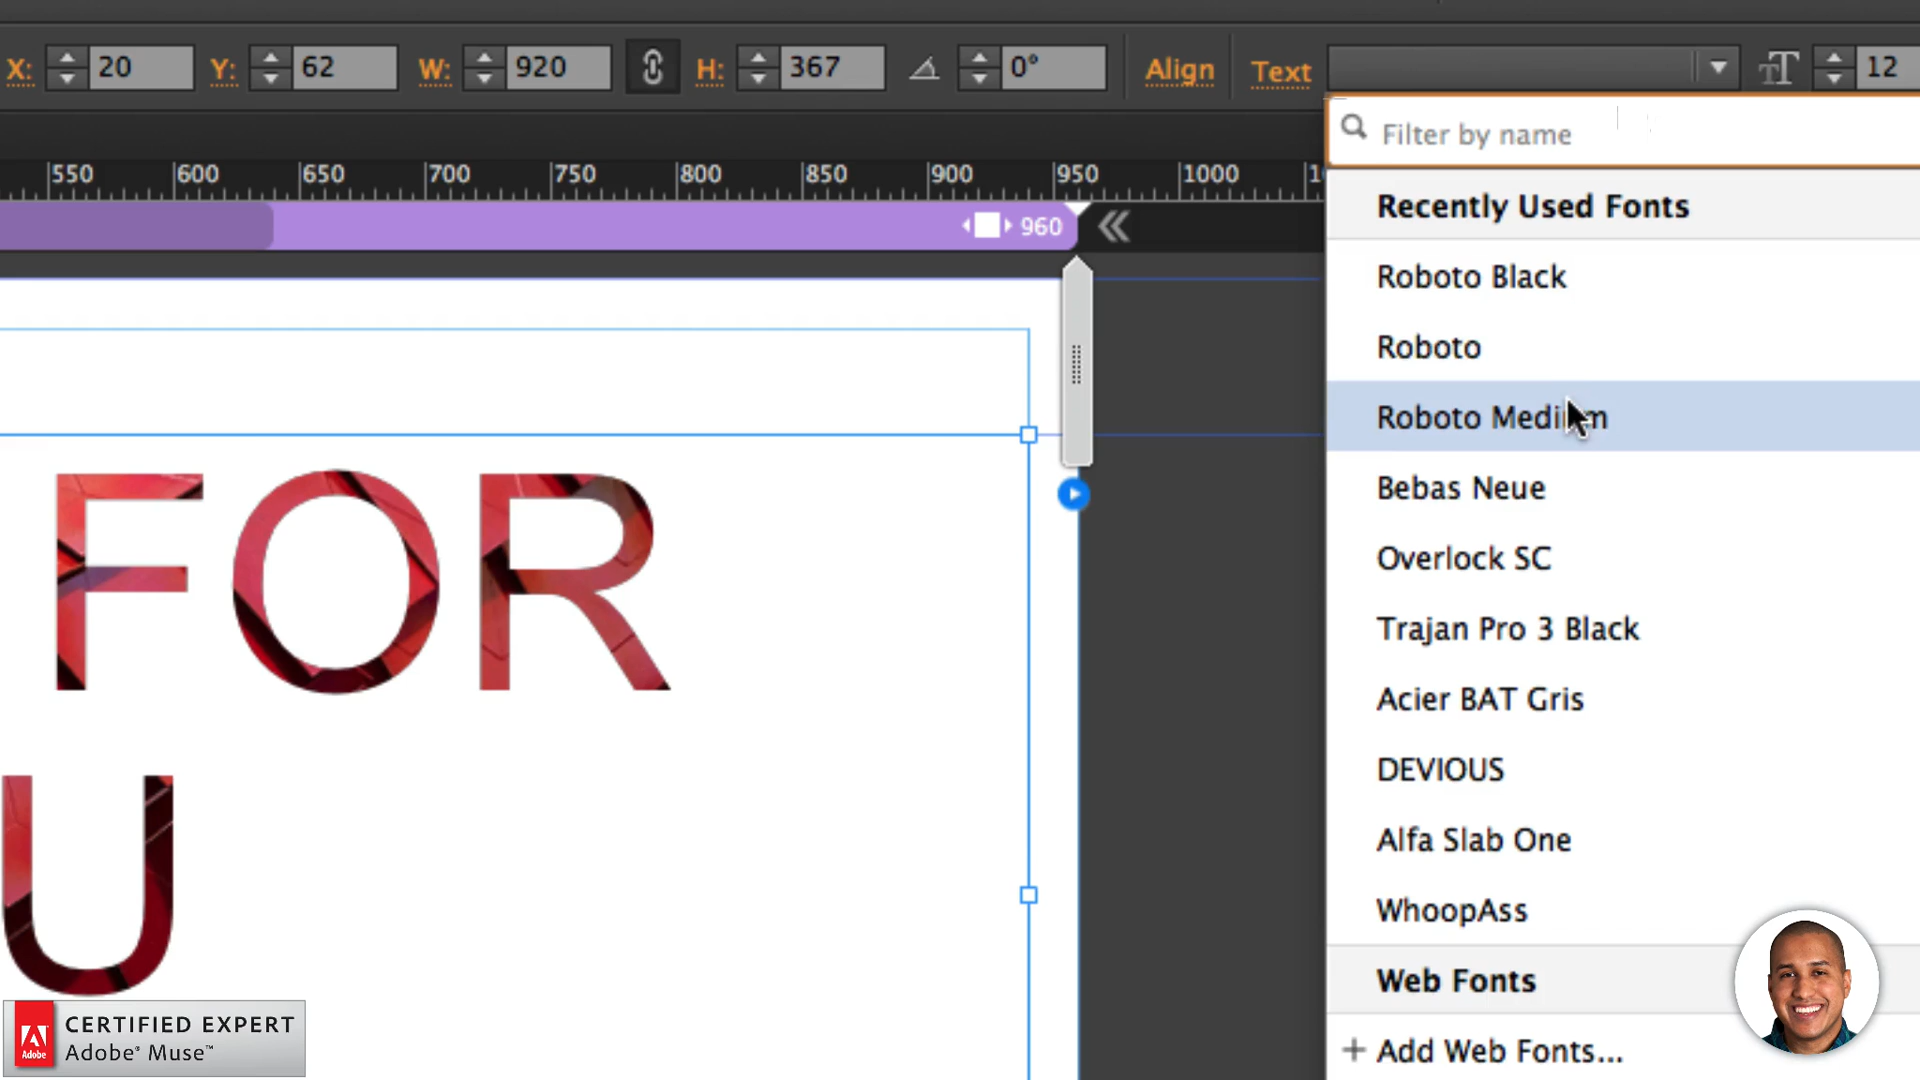 X: 20 Y: 62 W: 920 H: 367 0° Align Text 12
Filter by name
550 600 650 700 750 800 850 900 950 1000
960
Recently Used Fonts
Roboto Black
Roboto
Roboto Medium
Bebas Neue
Overlock SC
Trajan Pro 3 Black
Acier BAT Gris
DEVIOUS
Alfa Slab One
WhoopAss
Web Fonts
+ Add Web Fonts...
FOR
U
CERTIFIED EXPERT
Adobe® Muse™
Adobe